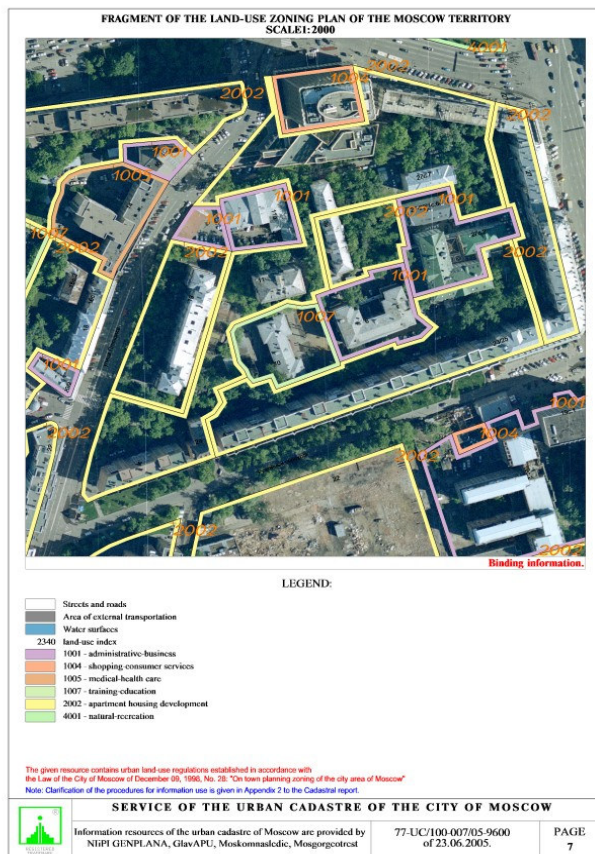 FRAGMENT OF THE LAND-USE ZONING PLAN OF THE MOSCOW TERRITORY
SCALE1:2000
4001
2002
2002
1004
2002
1001
1005
1001
1001
2002
1001
1007
2002
2002
2002
1001
1007
1001
2002
2002
1004
1001
2002
2002
Binding information.
LEGEND:
Streets and roads
Area of external transportation
Water surfaces
2340 land-use index
1001 - administrative-business
1004 - shopping-consumer services
1005 - medical-health care
1007 - training-education
2002 - apartment housing development
4001 - natural-recreation
The given resource contains urban land-use regulations established in accordance with
the Law of the City of Moscow of December 09, 1998, No. 28: "On town planning zoning of the city area of Moscow"
Note: Clarification of the procedures for information use is given in Appendix 2 to the Cadastral report.
SERVICE OF THE URBAN CADASTRE OF THE CITY OF MOSCOW
Information resources of the urban cadastre of Moscow are provided by
NIiPI GENPLANA, GlavAPU, Moskomnasledic, Mosgorgeotrest
77-UC/100-007/05-9600
of 23.06.2005.
PAGE
7